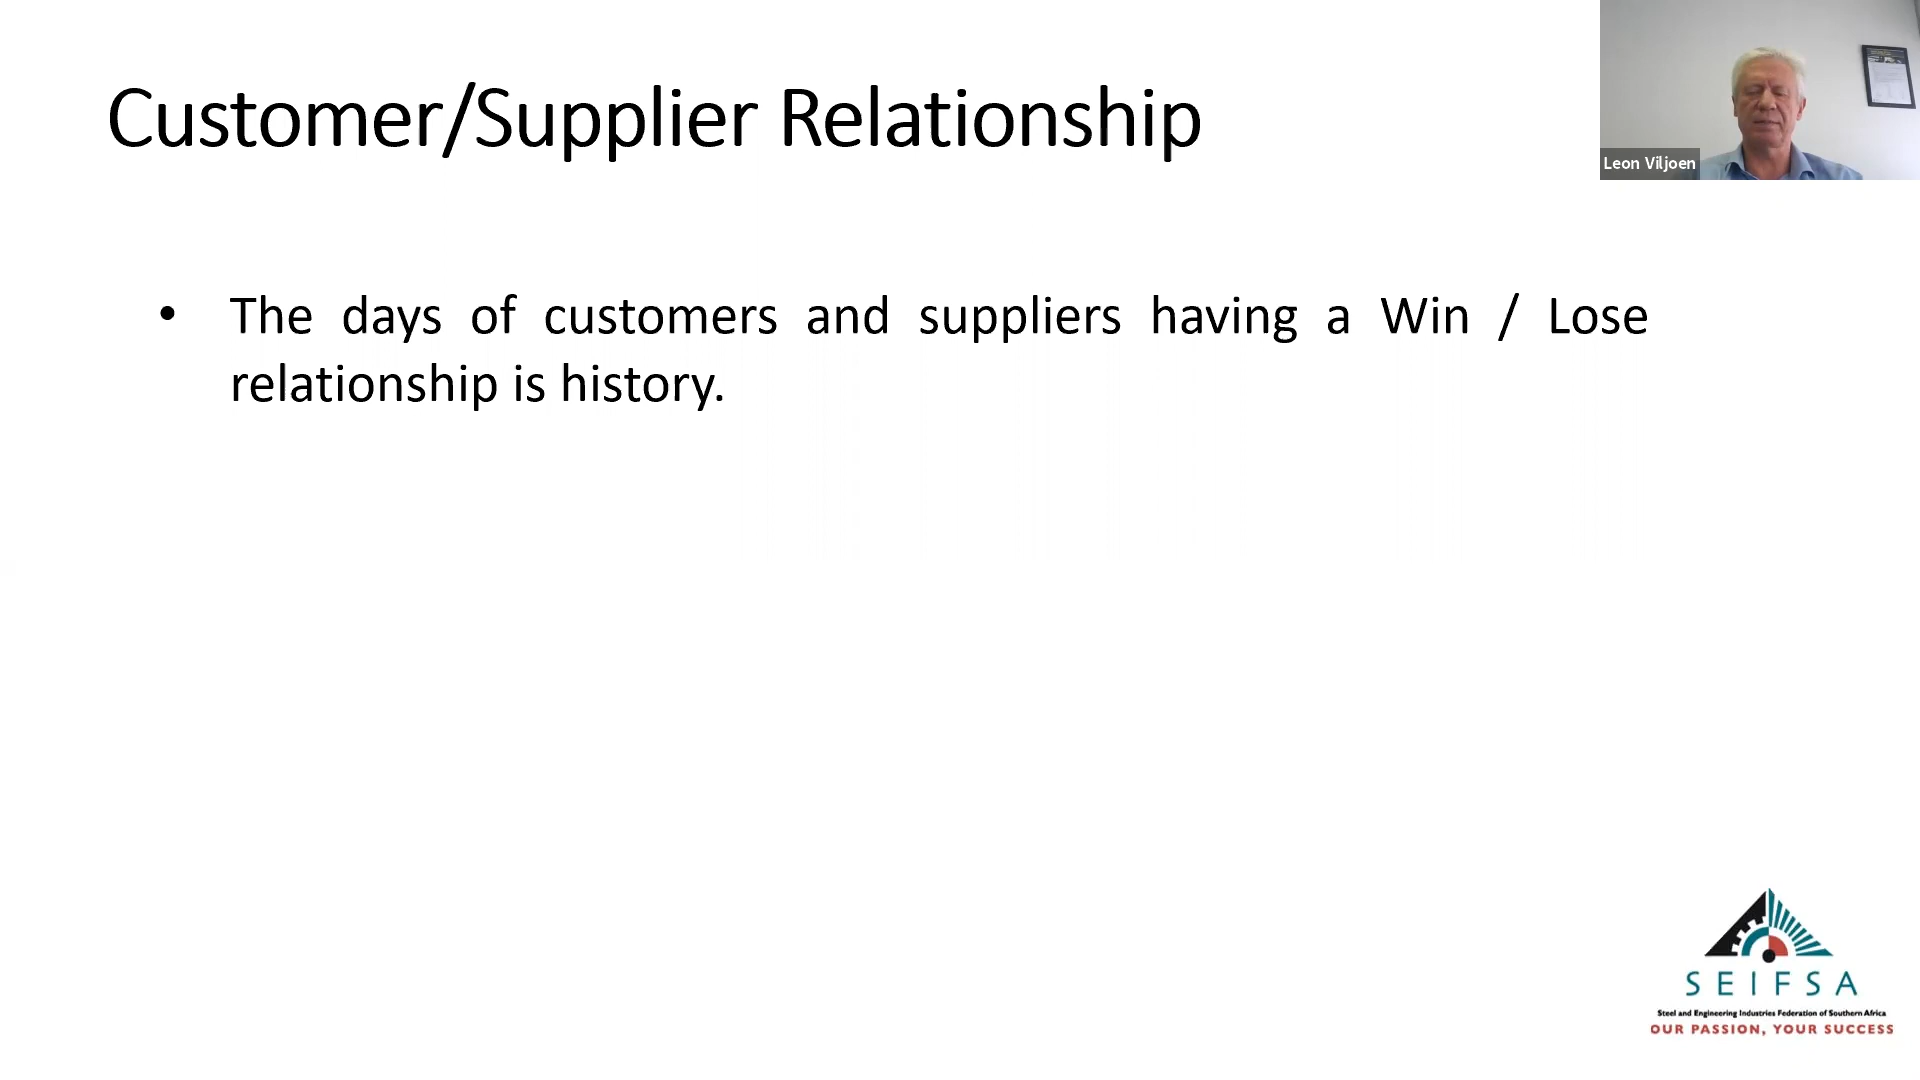 Customer/Supplier Relationship
Leon Viljoen
• The days of customers and suppliers having a Win / Lose
relationship is history.
SEIFSA
Steel and Engineering Industries Federation of Southern Africa
OUR PASSION, YOUR SUCCESS